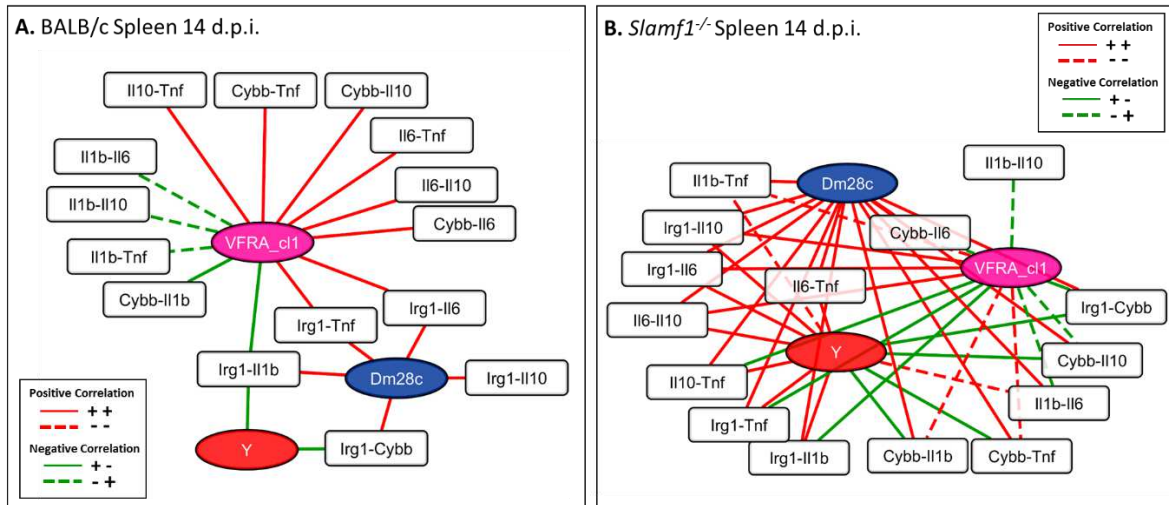 A. BALB/c Spleen 14 d.p.i.
Il10-Tnf
Cybb-Tnf
Cybb-Il10
Il6-Tnf
Il1b-Il6
Il6-Il10
Il1b-Il10
Cybb-Il6
VFRA_cl1
Il1b-Tnf
Cybb-Il1b
Irg1-Il6
Irg1-Tnf
Irg1-Il1b
Dm28c
Irg1-Il10
Y
Irg1-Cybb
Positive Correlation
+ +
- -
Negative Correlation
+ -
- +
B. Slamf1-/- Spleen 14 d.p.i.
Positive Correlation
+ +
- -
Negative Correlation
+ -
- +
Il1b-Il10
Il1b-Tnf
Dm28c
Irg1-Il10
Cybb-Il6
VFRA_cl1
Irg1-Il6
Il6-Tnf
Irg1-Cybb
Il6-Il10
Y
Cybb-Il10
Il10-Tnf
Il1b-Il6
Irg1-Tnf
Irg1-Il1b
Cybb-Il1b
Cybb-Tnf